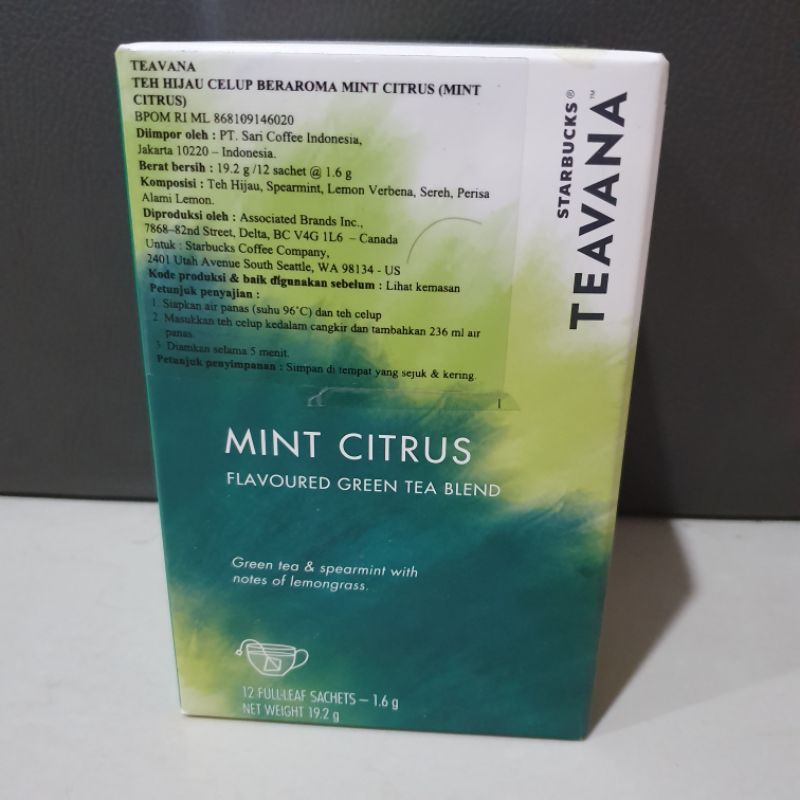 TEAVANA
TEH HIJAU CELUP BERAROMA MINT CITRUS (MINT
CITRUS)
BPOM RI ML 868109146020
Diimpor oleh : PT. Sari Coffee Indonesia,
Jakarta 10220 – Indonesia.
Berat bersih : 19.2 g /12 sachet @ 1.6 g
Komposisi : Teh Hijau, Spearmint, Lemon Verbena, Sereh, Perisa
Alami Lemon.
Diproduksi oleh : Associated Brands Inc.,
7868–82nd Street, Delta, BC V4G 1L6 – Canada
Untuk : Starbucks Coffee Company,
2401 Utah Avenue South Seattle, WA 98134 - US
Kode produksi & baik digunakan sebelum : Lihat kemasan
Petunjuk penyajian :
1. Siapkan air panas (suhu 96°C) dan teh celup
2. Masukkan teh celup kedalam cangkir dan tambahkan 236 ml air
panas.
3. Diamkan selama 5 menit.
Petunjuk penyimpanan : Simpan di tempat yang sejuk & kering.
STARBUCKS®
TEAVANA™
MINT CITRUS
FLAVOURED GREEN TEA BLEND
Green tea & spearmint with
notes of lemongrass.
12 FULL-LEAF SACHETS – 1.6 g
NET WEIGHT 19.2 g